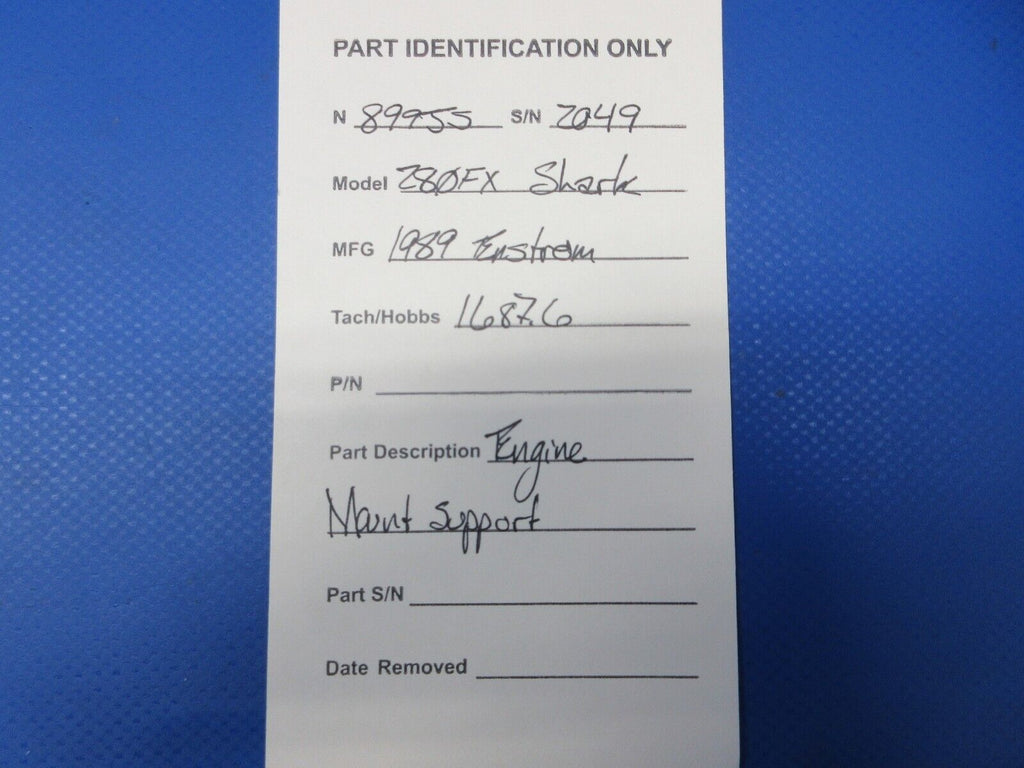 PART IDENTIFICATION ONLY
N 89955 S/N 2049
Model 280FX Shark
MFG 1989 Enstrom
Tach/Hobbs 1687.6
P/N
Part Description Engine
Mount Support
Part S/N
Date Removed